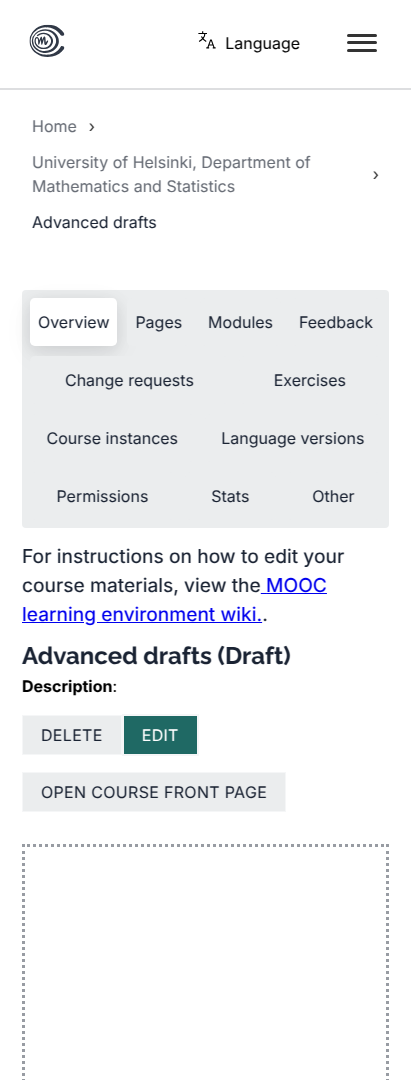 Language
Home ›
University of Helsinki, Department of
Mathematics and Statistics ›
Advanced drafts
Overview Pages Modules Feedback
Change requests Exercises
Course instances Language versions
Permissions Stats Other
For instructions on how to edit your
course materials, view the MOOC
learning environment wiki..
Advanced drafts (Draft)
Description:
DELETE EDIT
OPEN COURSE FRONT PAGE